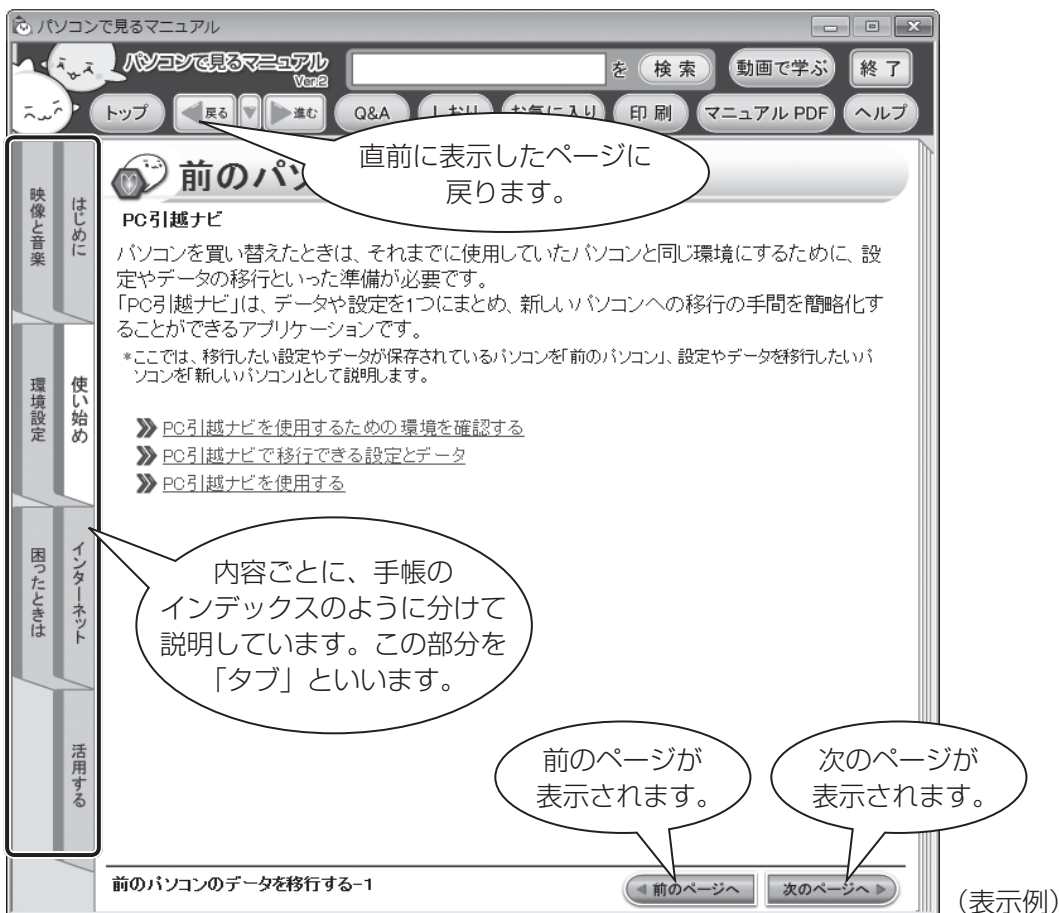 パソコンで見るマニュアル
パソコンで見るマニュアル
Ver.2
を
検索
動画で学ぶ
終了
トップ
戻る
進む
Q&A
しおり
お気に入り
印刷
マニュアル PDF
ヘルプ
直前に表示したページに
戻ります。
前のパソ
映像と音楽
はじめに
環境設定
使い始め
困ったときは
インターネット
活用する
PC引越ナビ
パソコンを買い替えたときは、それまでに使用していたパソコンと同じ環境にするために、設
定やデータの移行といった準備が必要です。
「PC引越ナビ」は、データや設定を1つにまとめ、新しいパソコンへの移行の手間を簡略化す
ることができるアプリケーションです。
*ここでは、移行したい設定やデータが保存されているパソコンを「前のパソコン」、設定やデータを移行したいパ
ソコンを「新しいパソコン」として説明します。
PC引越ナビを使用するための環境を確認する
PC引越ナビで移行できる設定とデータ
PC引越ナビを使用する
内容ごとに、手帳の
インデックスのように分けて
説明しています。この部分を
「タブ」といいます。
前のページが
表示されます。
次のページが
表示されます。
前のパソコンのデータを移行する-1
前のページへ
次のページへ
（表示例）